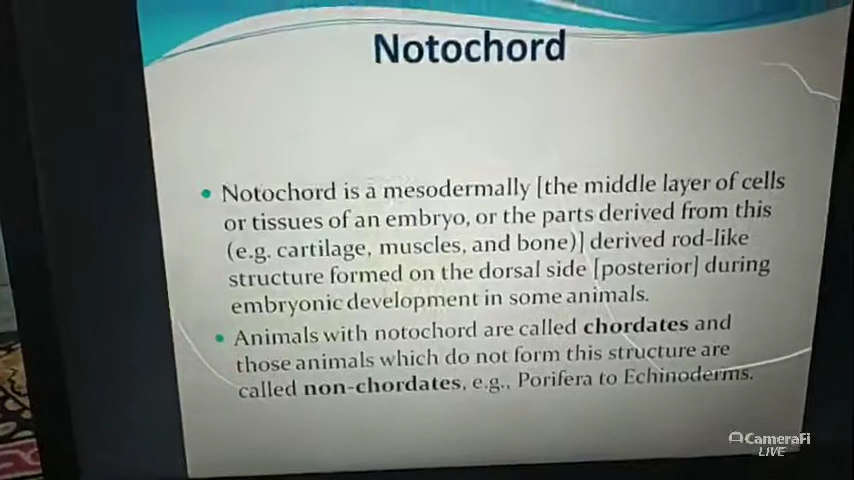 Notochord
• Notochord is a mesodermally [the middle layer of cells
or tissues of an embryo, or the parts derived from this
(e.g. cartilage, muscles, and bone)] derived rod-like
structure formed on the dorsal side [posterior] during
embryonic development in some animals.
• Animals with notochord are called chordates and
those animals which do not form this structure are
called non-chordates, e.g., Porifera to Echinoderms.
CameraFi
LIVE